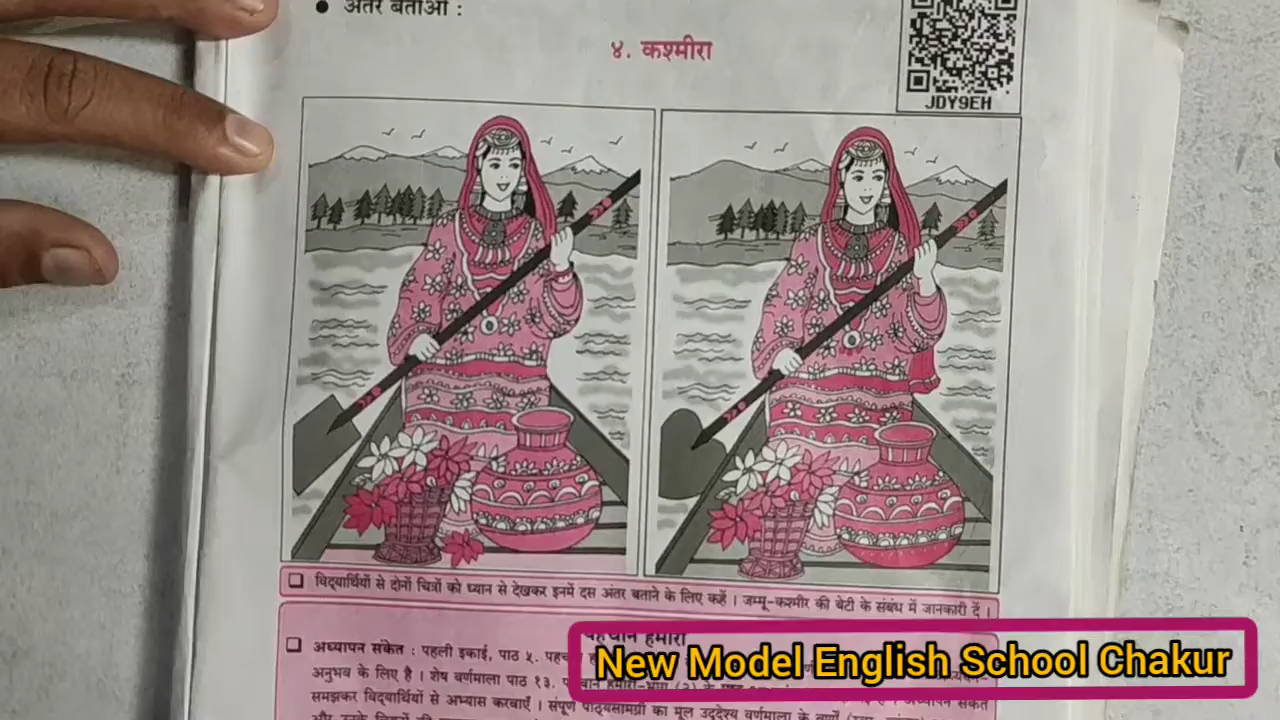 ● अंतर बताओ :
४. कश्मीरा
JDY9EH
❑ विद्‌यार्थियों से दोनों चित्रों को ध्यान से देखकर इनमें दस अंतर बताने के लिए कहें । जम्मू-कश्मीर की बेटी के संबंध में जानकारी दें ।
पहचान हमारी
❑ अध्यापन संकेत : पहली इकाई, पाठ ५.
अनुभव के लिए है । शेष वर्णमाला पाठ १३.
समझकर विद्‌यार्थियों से अभ्यास करवाएँ । संपूर्ण पाठ्‌यसामग्री का मूल उद्‌देश्य वर्णमाला के वर्णों
New Model English School Chakur